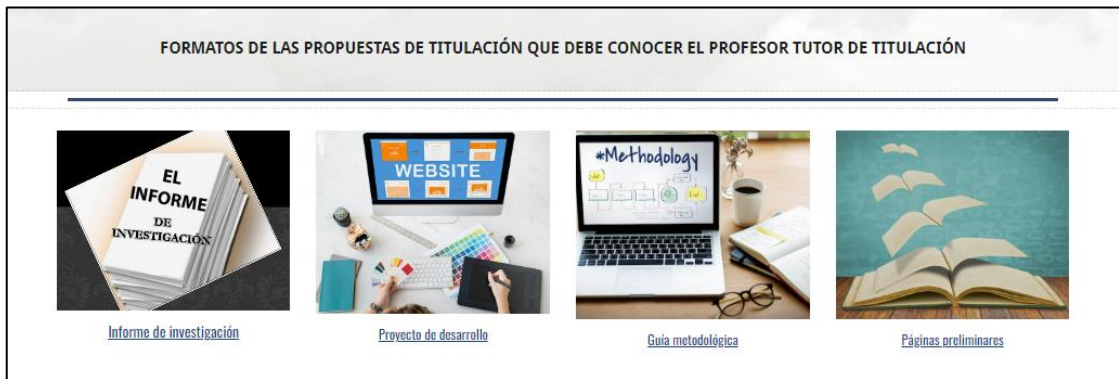 FORMATOS DE LAS PROPUESTAS DE TITULACIÓN QUE DEBE CONOCER EL PROFESOR TUTOR DE TITULACIÓN
EL
INFORME
DE
INVESTIGACIÓN
WEBSITE
*Methodology
Informe de investigación
Proyecto de desarrollo
Guía metodológica
Páginas preliminares